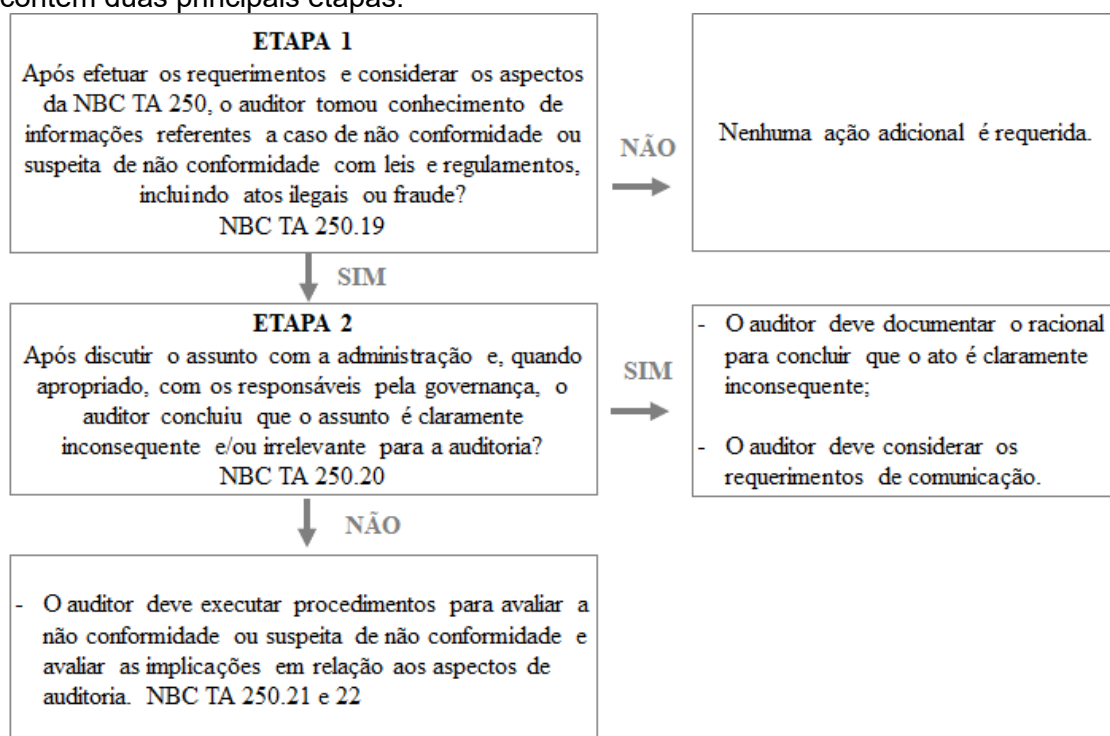 contém duas principais etapas:
ETAPA 1
Após efetuar os requerimentos e considerar os aspectos
da NBC TA 250, o auditor tomou conhecimento de
informações referentes a caso de não conformidade ou
suspeita de não conformidade com leis e regulamentos,
incluindo atos ilegais ou fraude?
NBC TA 250.19
NÃO
Nenhuma ação adicional é requerida.
SIM
ETAPA 2
Após discutir o assunto com a administração e, quando
apropriado, com os responsáveis pela governança, o
auditor concluiu que o assunto é claramente
inconsequente e/ou irrelevante para a auditoria?
NBC TA 250.20
SIM
- O auditor deve documentar o racional
para concluir que o ato é claramente
inconsequente;
- O auditor deve considerar os
requerimentos de comunicação.
NÃO
- O auditor deve executar procedimentos para avaliar a
não conformidade ou suspeita de não conformidade e
avaliar as implicações em relação aos aspectos de
auditoria. NBC TA 250.21 e 22